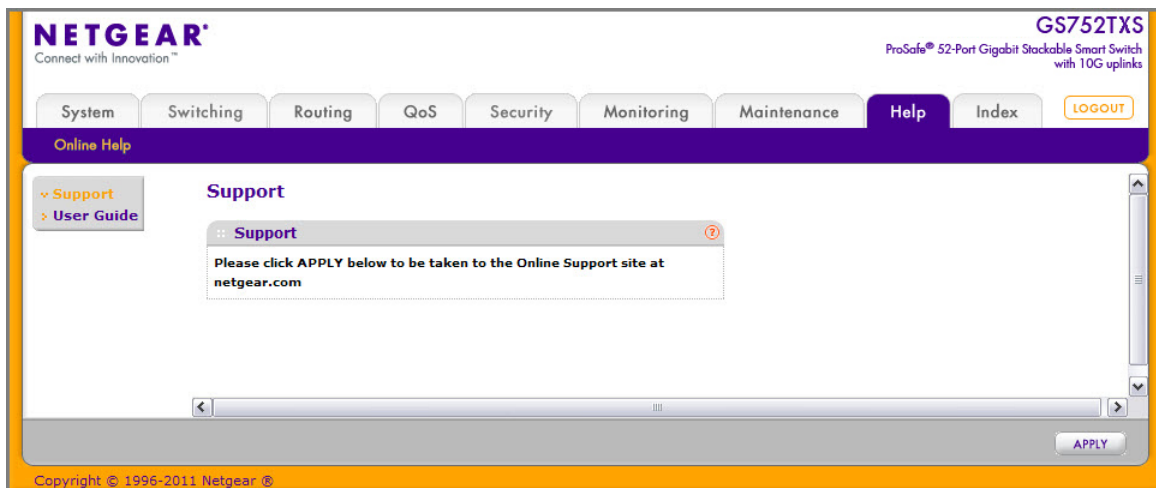 NETGEAR®
Connect with Innovation™
GS752TXS
ProSafe® 52-Port Gigabit Stackable Smart Switch
with 10G uplinks
System Switching Routing QoS Security Monitoring Maintenance Help Index LOGOUT
Online Help
Support
User Guide
Support
Support ?
Please click APPLY below to be taken to the Online Support site at
netgear.com
APPLY
Copyright © 1996-2011 Netgear ®